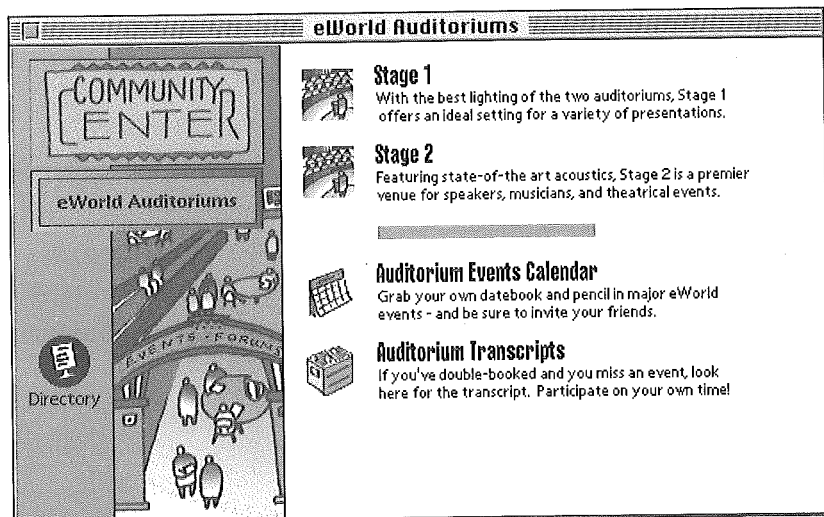 eWorld Auditoriums
COMMUNITY
CENTER
eWorld Auditoriums
EVENTS • FORUMS
Directory
Stage 1
With the best lighting of the two auditoriums, Stage 1
offers an ideal setting for a variety of presentations.
Stage 2
Featuring state-of-the art acoustics, Stage 2 is a premier
venue for speakers, musicians, and theatrical events.
Auditorium Events Calendar
Grab your own datebook and pencil in major eWorld
events - and be sure to invite your friends.
Auditorium Transcripts
If you've double-booked and you miss an event, look
here for the transcript. Participate on your own time!